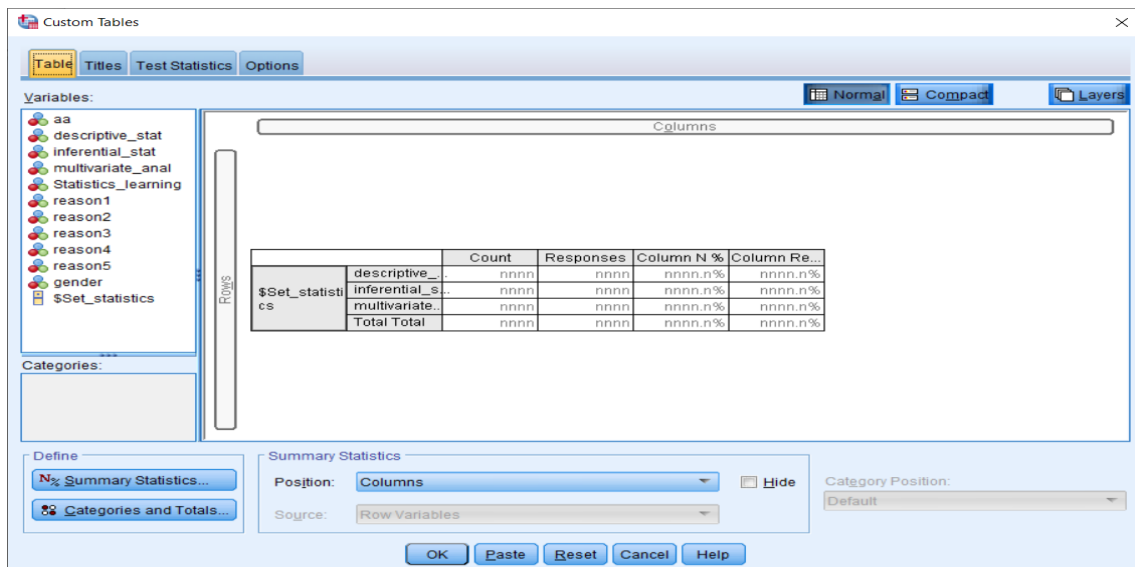 Custom Tables
Table Titles Test Statistics Options
Variables:
Normal Compact Layers
aa
descriptive_stat
inferential_stat
multivariate_anal
Statistics_learning
reason1
reason2
reason3
reason4
reason5
gender
$Set_statistics
Categories:
Columns
Rows
Count Responses Column N % Column Re...
$Set_statisti
cs
descriptive_... nnnn nnnn nnnn.n% nnnn.n%
inferential_s... nnnn nnnn nnnn.n% nnnn.n%
multivariate... nnnn nnnn nnnn.n% nnnn.n%
Total Total nnnn nnnn nnnn.n% nnnn.n%
Define
N% Summary Statistics...
Categories and Totals...
Summary Statistics
Position: Columns Hide
Source: Row Variables
Category Position:
Default
OK Paste Reset Cancel Help